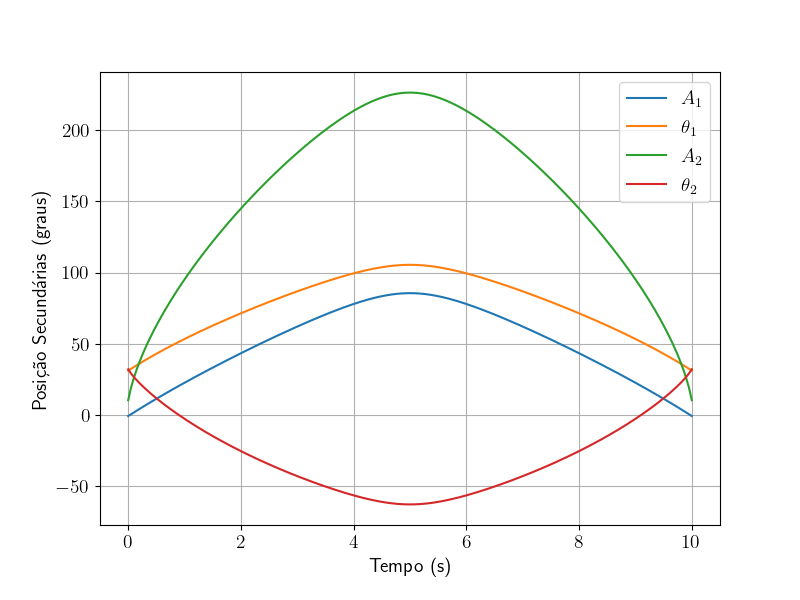 A₁
θ₁
A₂
θ₂
200
150
100
50
0
−50
Posição Secundárias (graus)
0 2 4 6 8 10
Tempo (s)